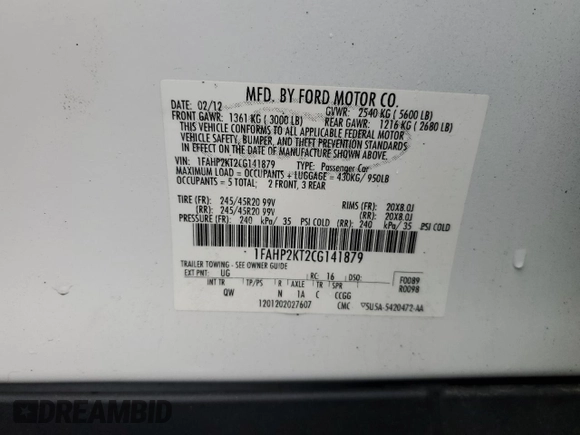 MFD. BY FORD MOTOR CO.
DATE: 02/12 GVWR: 2540 KG ( 5600 LB)
FRONT GAWR: 1361 KG ( 3000 LB) REAR GAWR: 1216 KG ( 2680 LB)
THIS VEHICLE CONFORMS TO ALL APPLICABLE FEDERAL MOTOR
VEHICLE SAFETY, BUMPER, AND THEFT PREVENTION STANDARDS
IN EFFECT ON THE DATE OF MANUFACTURE SHOWN ABOVE.
VIN: 1FAHP2KT2CG141879 TYPE: Passenger Car
MAXIMUM LOAD = OCCUPANTS + LUGGAGE = 430KG/ 950LB
OCCUPANTS = 5 TOTAL; 2 FRONT, 3 REAR
TIRE (FR): 245/45R20 99V RIMS (FR): 20X8.0J
(RR): 245/45R20 99V (RR): 20X8.0J
PRESSURE (FR): 240 kPa/ 35 PSI COLD (RR): 240 kPa/ 35 PSI COLD
1FAHP2KT2CG141879
TRAILER TOWING - SEE OWNER GUIDE
EXT PNT: UG RC: 16 DSO: F0089
INT TR TP/PS R AXLE TR SPR R0098
QW N 1A C CCGG
1201202027607 CMC 5U5A-5420472-AA
DREAMBID